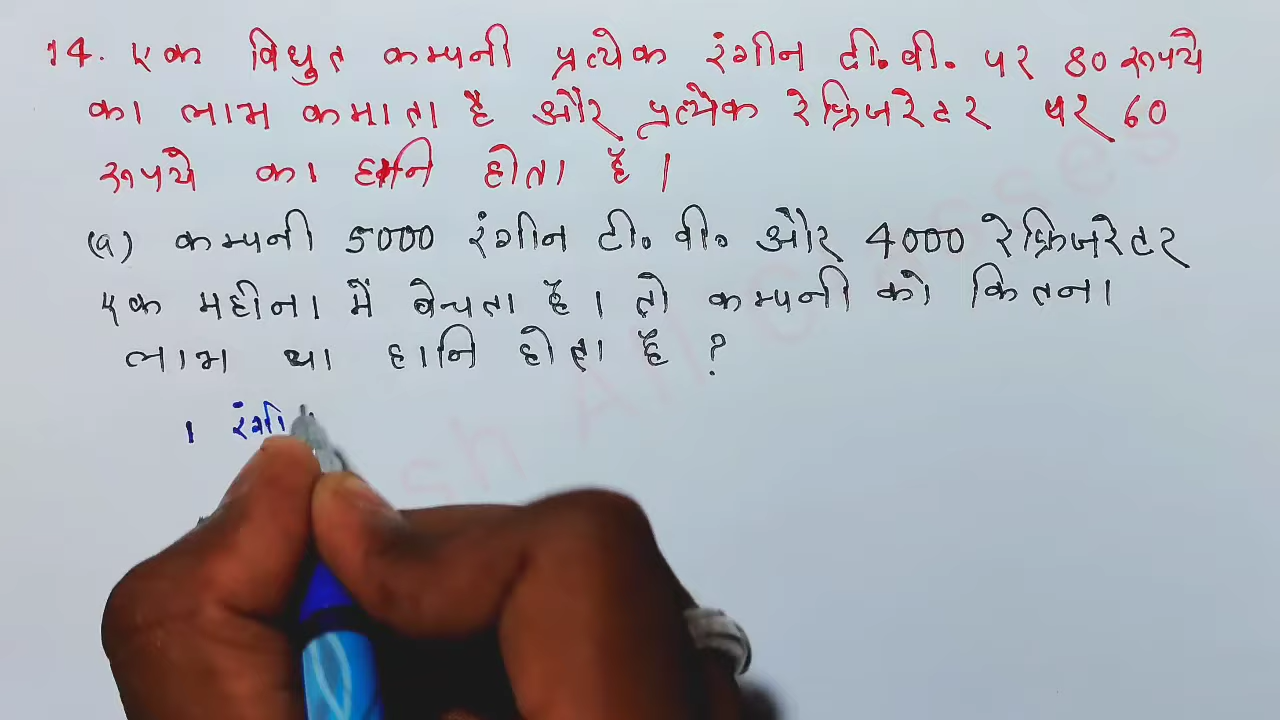 14. एक विधुत कम्पनी प्रत्येक रंगीन टी.वी. पर 80 रूपये
का लाभ कमाता है और प्रत्येक रेफ्रिजरेटर पर 60
रूपये का हानि होता है।
(a) कम्पनी 5000 रंगीन टी. वी. और 4000 रेफ्रिजरेटर
एक महीना में बेचता है। तो कम्पनी को कितना
लाभ या हानि होता है ?
1 रंगी